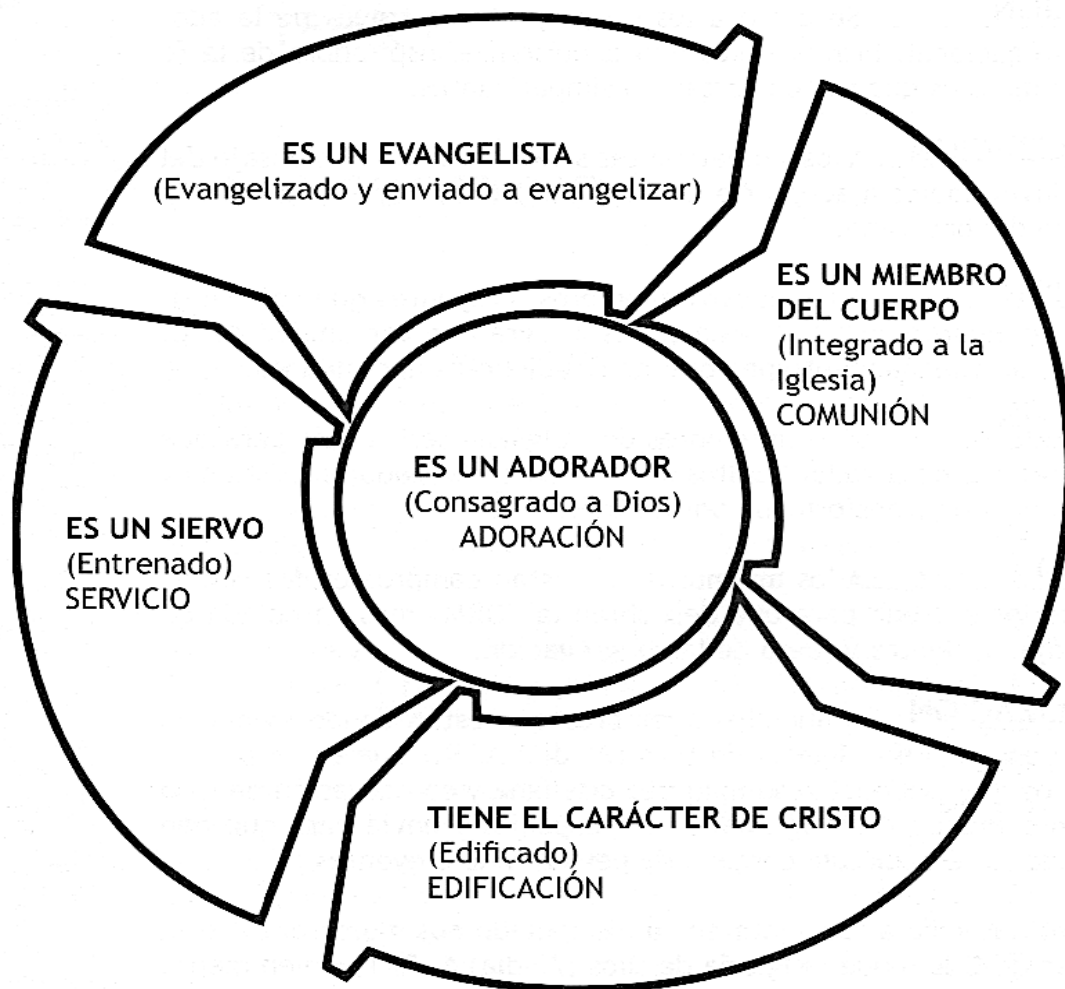 ES UN EVANGELISTA
(Evangelizado y enviado a evangelizar)
ES UN MIEMBRO
DEL CUERPO
(Integrado a la
Iglesia)
COMUNIÓN
ES UN ADORADOR
(Consagrado a Dios)
ADORACIÓN
ES UN SIERVO
(Entrenado)
SERVICIO
TIENE EL CARÁCTER DE CRISTO
(Edificado)
EDIFICACIÓN